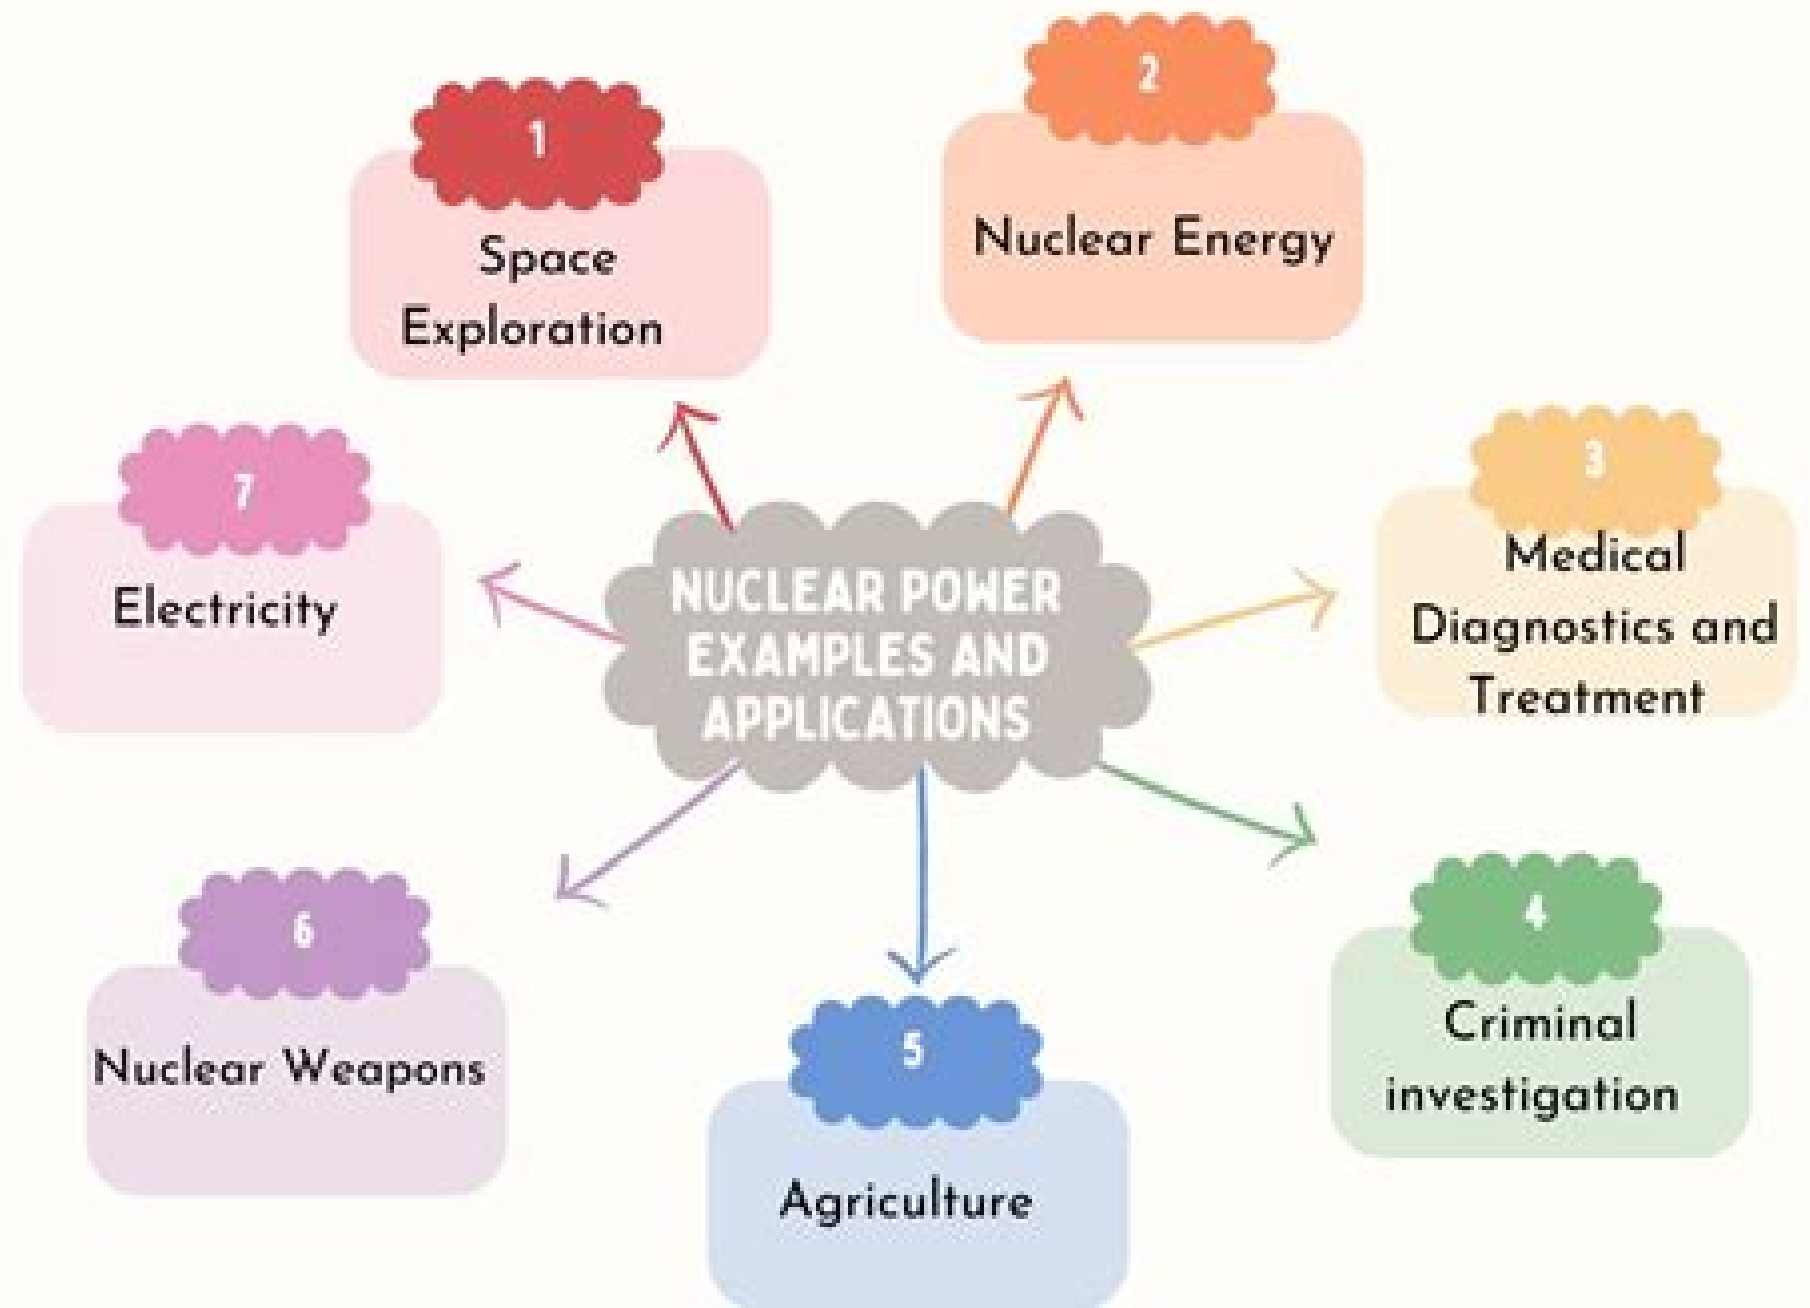 1
Space
Exploration
2
Nuclear Energy
3
Medical
Diagnostics and
Treatment
4
Criminal
investigation
5
Agriculture
6
Nuclear Weapons
7
Electricity
NUCLEAR POWER
EXAMPLES AND
APPLICATIONS